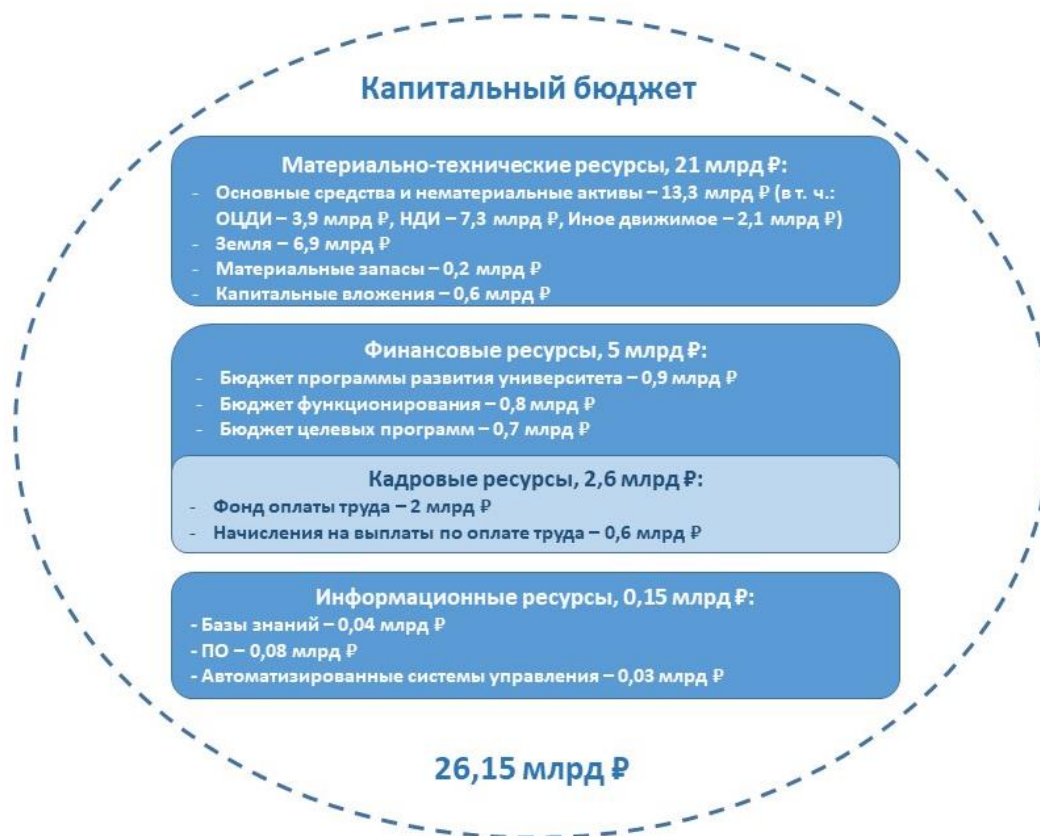 Капитальный бюджет
Материально-технические ресурсы, 21 млрд ₽:
- Основные средства и нематериальные активы – 13,3 млрд ₽ (в т. ч.:
ОЦДИ – 3,9 млрд ₽, НДИ – 7,3 млрд ₽, Иное движимое – 2,1 млрд ₽)
- Земля – 6,9 млрд ₽
- Материальные запасы – 0,2 млрд ₽
- Капитальные вложения – 0,6 млрд ₽
Финансовые ресурсы, 5 млрд ₽:
- Бюджет программы развития университета – 0,9 млрд ₽
- Бюджет функционирования – 0,8 млрд ₽
- Бюджет целевых программ – 0,7 млрд ₽
Кадровые ресурсы, 2,6 млрд ₽:
- Фонд оплаты труда – 2 млрд ₽
- Начисления на выплаты по оплате труда – 0,6 млрд ₽
Информационные ресурсы, 0,15 млрд ₽:
- Базы знаний – 0,04 млрд ₽
- ПО – 0,08 млрд ₽
- Автоматизированные системы управления – 0,03 млрд ₽
26,15 млрд ₽